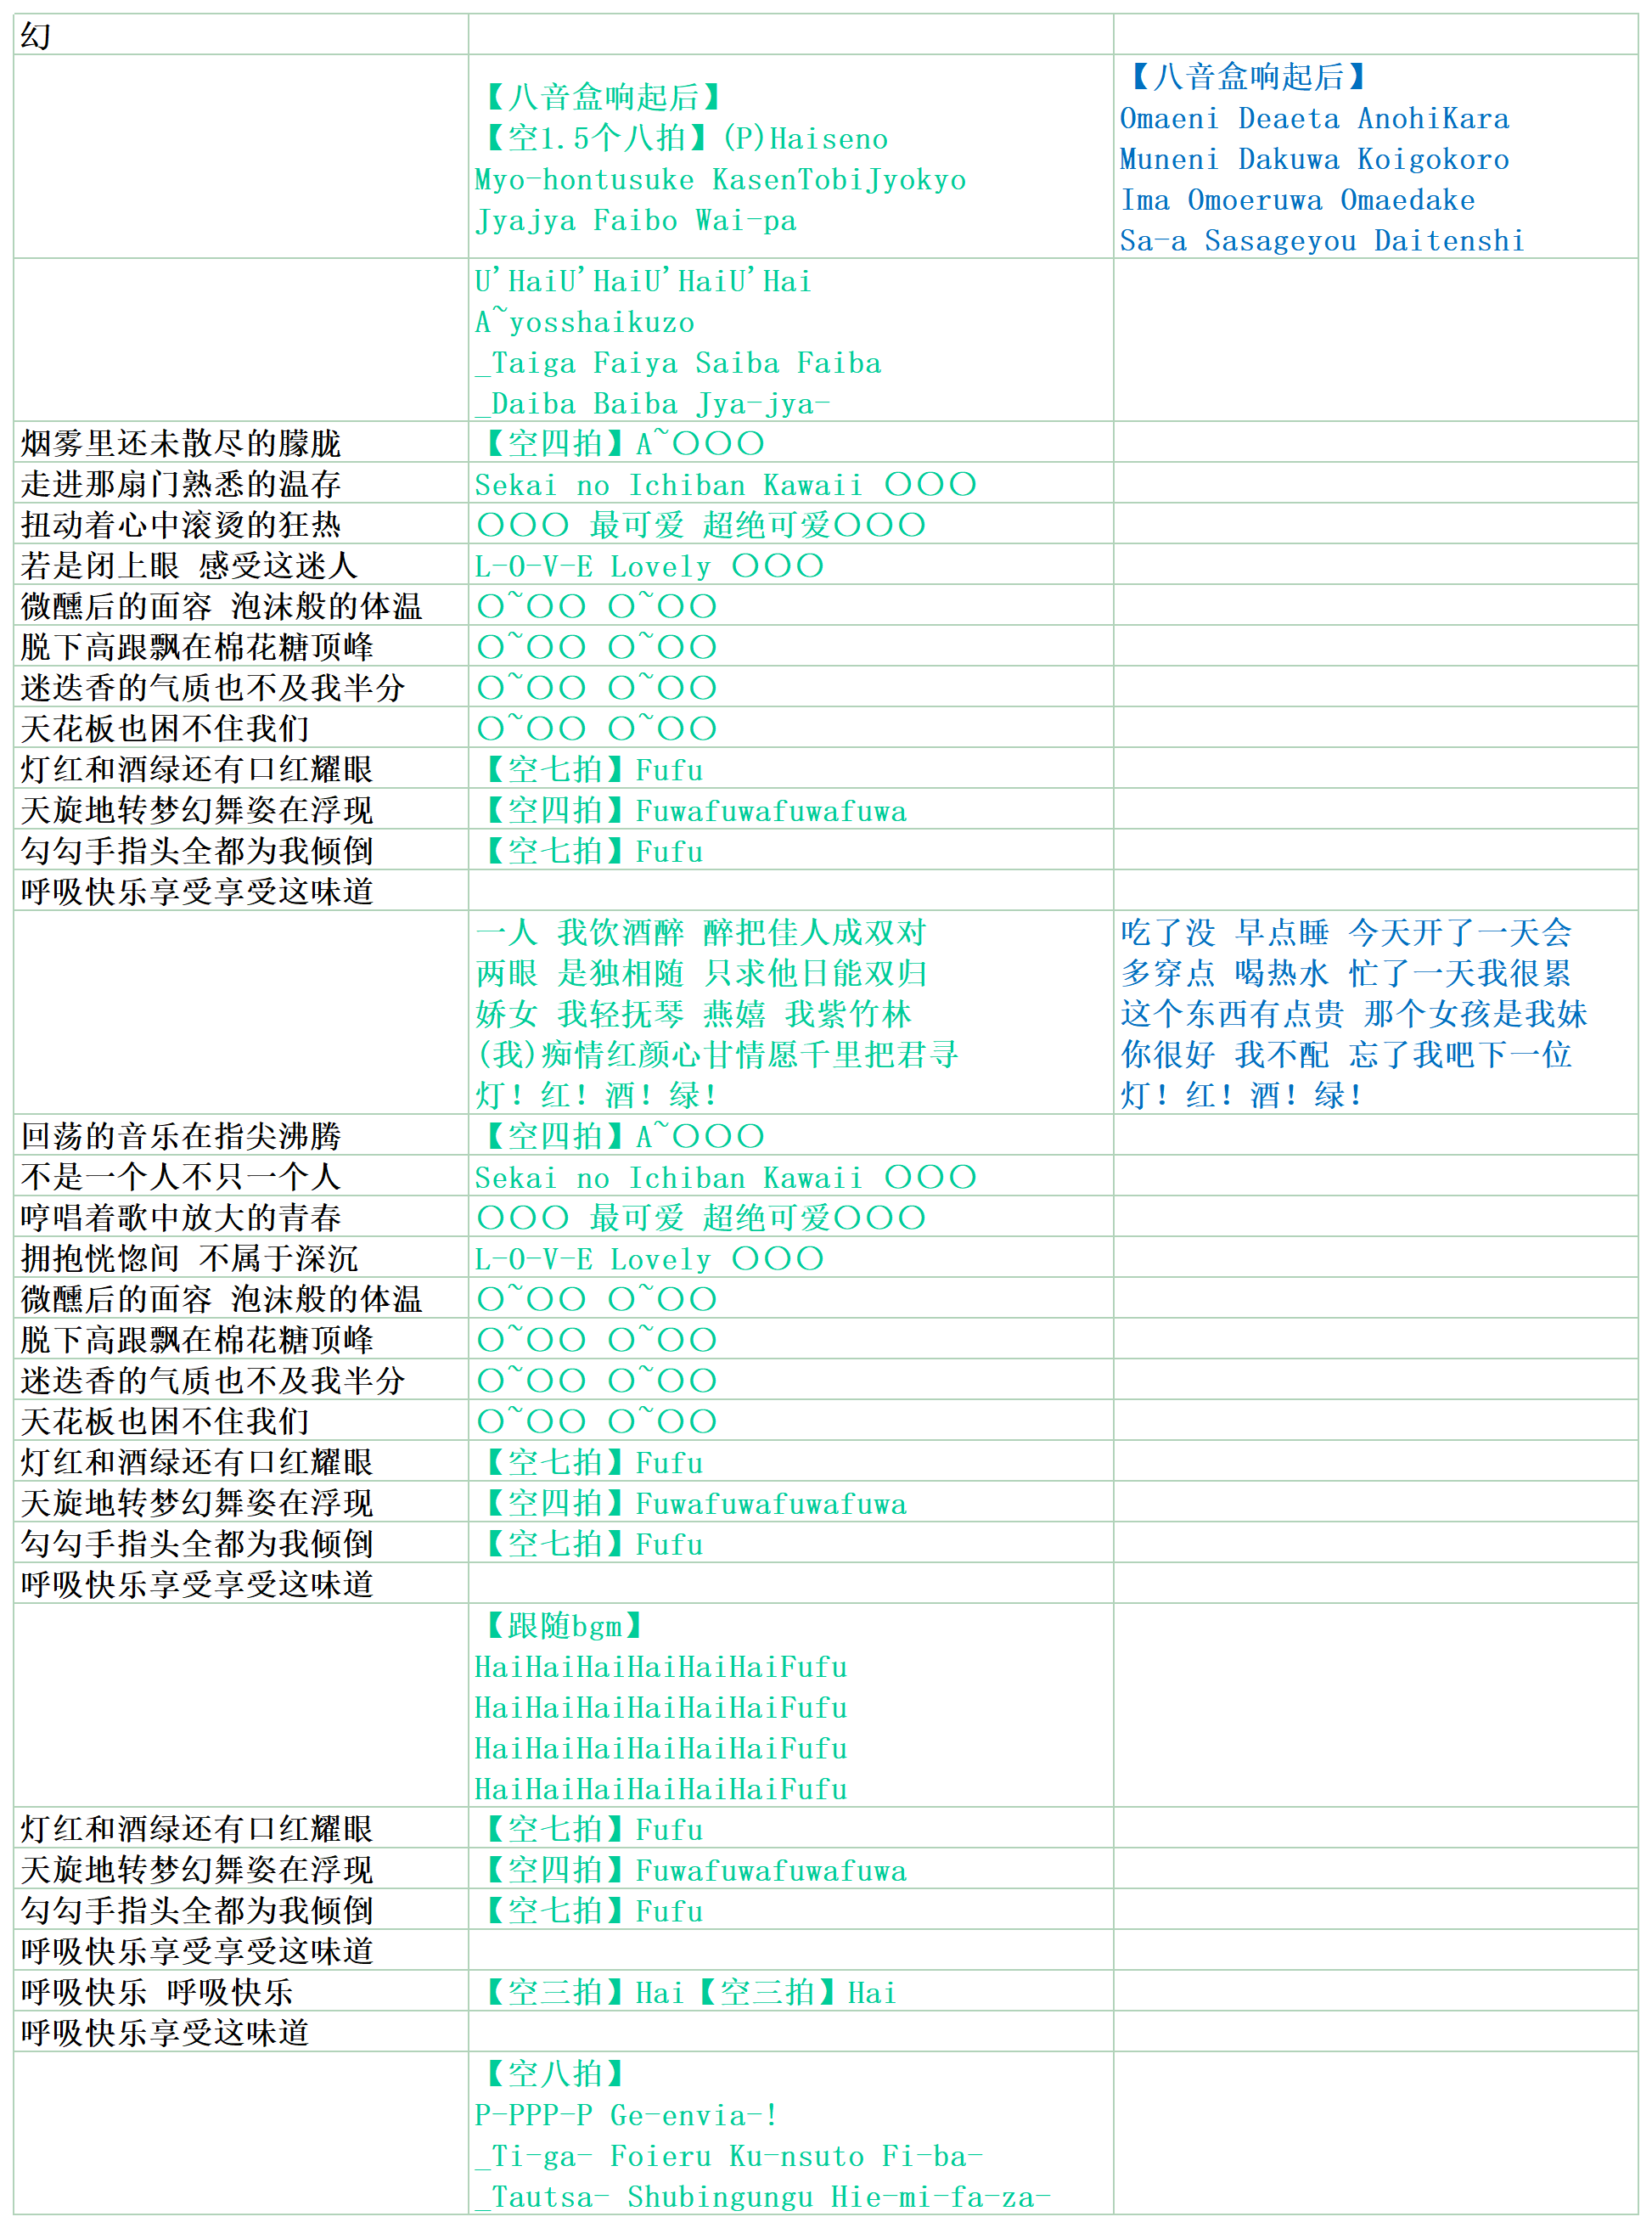 幻
【八音盒响起后】
【空1.5个八拍】(P)Haiseno
Myo-hontusuke KasenTobiJyokyo
Jyajya Faibo Wai-pa
【八音盒响起后】
Omaeni Deaeta AnohiKara
Muneni Dakuwa Koigokoro
Ima Omoeruwa Omaedake
Sa-a Sasageyou Daitenshi
U'HaiU'HaiU'HaiU'Hai
A~yosshaikuzo
_Taiga Faiya Saiba Faiba
_Daiba Baiba Jya-jya-
烟雾里还未散尽的朦胧 【空四拍】A~〇〇〇
走进那扇门熟悉的温存 Sekai no Ichiban Kawaii 〇〇〇
扭动着心中滚烫的狂热 〇〇〇 最可爱 超绝可爱〇〇〇
若是闭上眼 感受这迷人 L-O-V-E Lovely 〇〇〇
微醺后的面容 泡沫般的体温 〇~〇〇 〇~〇〇
脱下高跟飘在棉花糖顶峰 〇~〇〇 〇~〇〇
迷迭香的气质也不及我半分 〇~〇〇 〇~〇〇
天花板也困不住我们 〇~〇〇 〇~〇〇
灯红和酒绿还有口红耀眼 【空七拍】Fufu
天旋地转梦幻舞姿在浮现 【空四拍】Fuwafuwafuwafuwa
勾勾手指头全都为我倾倒 【空七拍】Fufu
呼吸快乐享受享受这味道
一人 我饮酒醉 醉把佳人成双对
两眼 是独相随 只求他日能双归
娇女 我轻抚琴 燕嬉 我紫竹林
(我)痴情红颜心甘情愿千里把君寻
灯！红！酒！绿！
吃了没 早点睡 今天开了一天会
多穿点 喝热水 忙了一天我很累
这个东西有点贵 那个女孩是我妹
你很好 我不配 忘了我吧下一位
灯！红！酒！绿！
回荡的音乐在指尖沸腾 【空四拍】A~〇〇〇
不是一个人不只一个人 Sekai no Ichiban Kawaii 〇〇〇
哼唱着歌中放大的青春 〇〇〇 最可爱 超绝可爱〇〇〇
拥抱恍惚间 不属于深沉 L-O-V-E Lovely 〇〇〇
微醺后的面容 泡沫般的体温 〇~〇〇 〇~〇〇
脱下高跟飘在棉花糖顶峰 〇~〇〇 〇~〇〇
迷迭香的气质也不及我半分 〇~〇〇 〇~〇〇
天花板也困不住我们 〇~〇〇 〇~〇〇
灯红和酒绿还有口红耀眼 【空七拍】Fufu
天旋地转梦幻舞姿在浮现 【空四拍】Fuwafuwafuwafuwa
勾勾手指头全都为我倾倒 【空七拍】Fufu
呼吸快乐享受享受这味道
【跟随bgm】
HaiHaiHaiHaiHaiHaiFufu
HaiHaiHaiHaiHaiHaiFufu
HaiHaiHaiHaiHaiHaiFufu
HaiHaiHaiHaiHaiHaiFufu
灯红和酒绿还有口红耀眼 【空七拍】Fufu
天旋地转梦幻舞姿在浮现 【空四拍】Fuwafuwafuwafuwa
勾勾手指头全都为我倾倒 【空七拍】Fufu
呼吸快乐享受享受这味道
呼吸快乐 呼吸快乐 【空三拍】Hai【空三拍】Hai
呼吸快乐享受这味道
【空八拍】
P-PPP-P Ge-envia-!
_Ti-ga- Foieru Ku-nsuto Fi-ba-
_Tautsa- Shubingungu Hie-mi-fa-za-